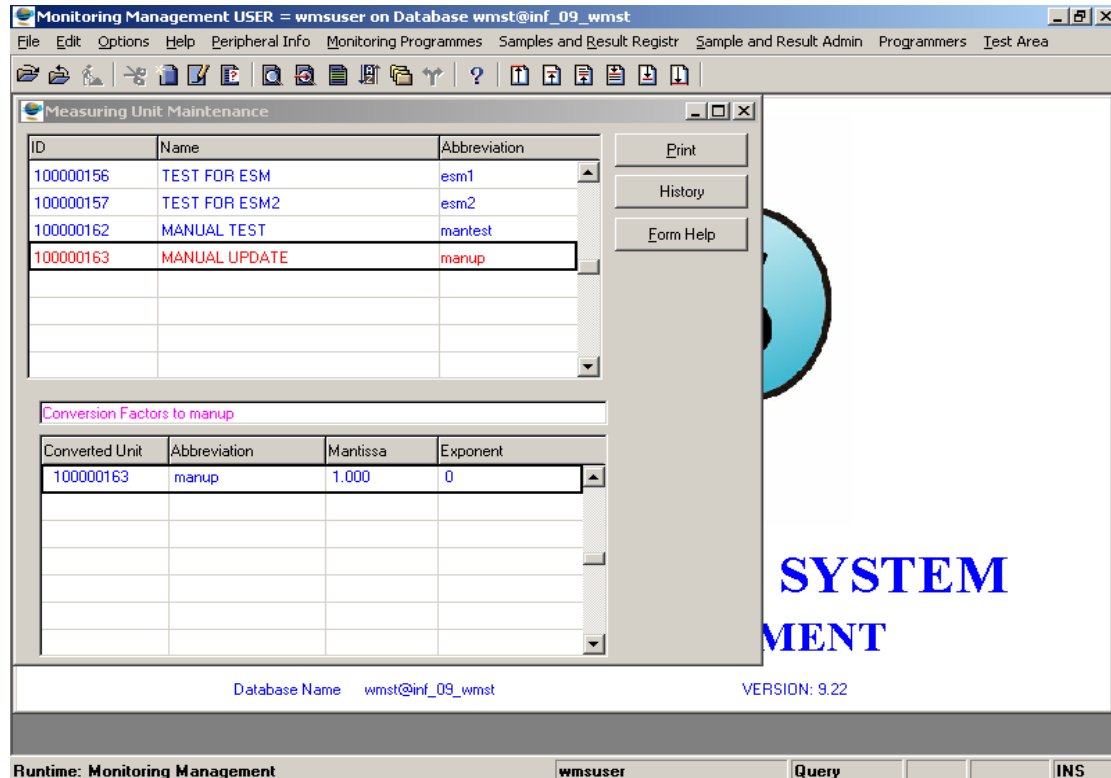 Monitoring Management USER = wmsuser on Database wmst@inf_09_wmst
File Edit Options Help Peripheral Info Monitoring Programmes Samples and Result Registr Sample and Result Admin Programmers Test Area
Measuring Unit Maintenance
ID Name Abbreviation
100000156 TEST FOR ESM esm1
100000157 TEST FOR ESM2 esm2
100000162 MANUAL TEST mantest
100000163 MANUAL UPDATE manup
Print
History
Form Help
Conversion Factors to manup
Converted Unit Abbreviation Mantissa Exponent
100000163 manup 1.000 0
SYSTEM
MENT
Database Name wmst@inf_09_wmst VERSION: 9.22
Runtime: Monitoring Management wmsuser Query INS